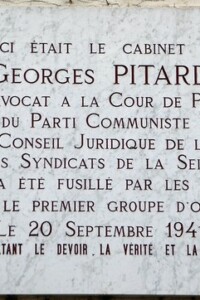 CI ÉTAIT LE CABINET
GEORGES PITARD
VOCAT A LA COUR DE P
DU PARTI COMMUNISTE
CONSEIL JURIDIQUE DE L
S SYNDICATS DE LA SEI
A ÉTÉ FUSILLÉ PAR LES
LE PREMIER GROUPE D'O
LE 20 SEPTEMBRE 194
TANT LE DEVOIR, LA VÉRITÉ ET LA